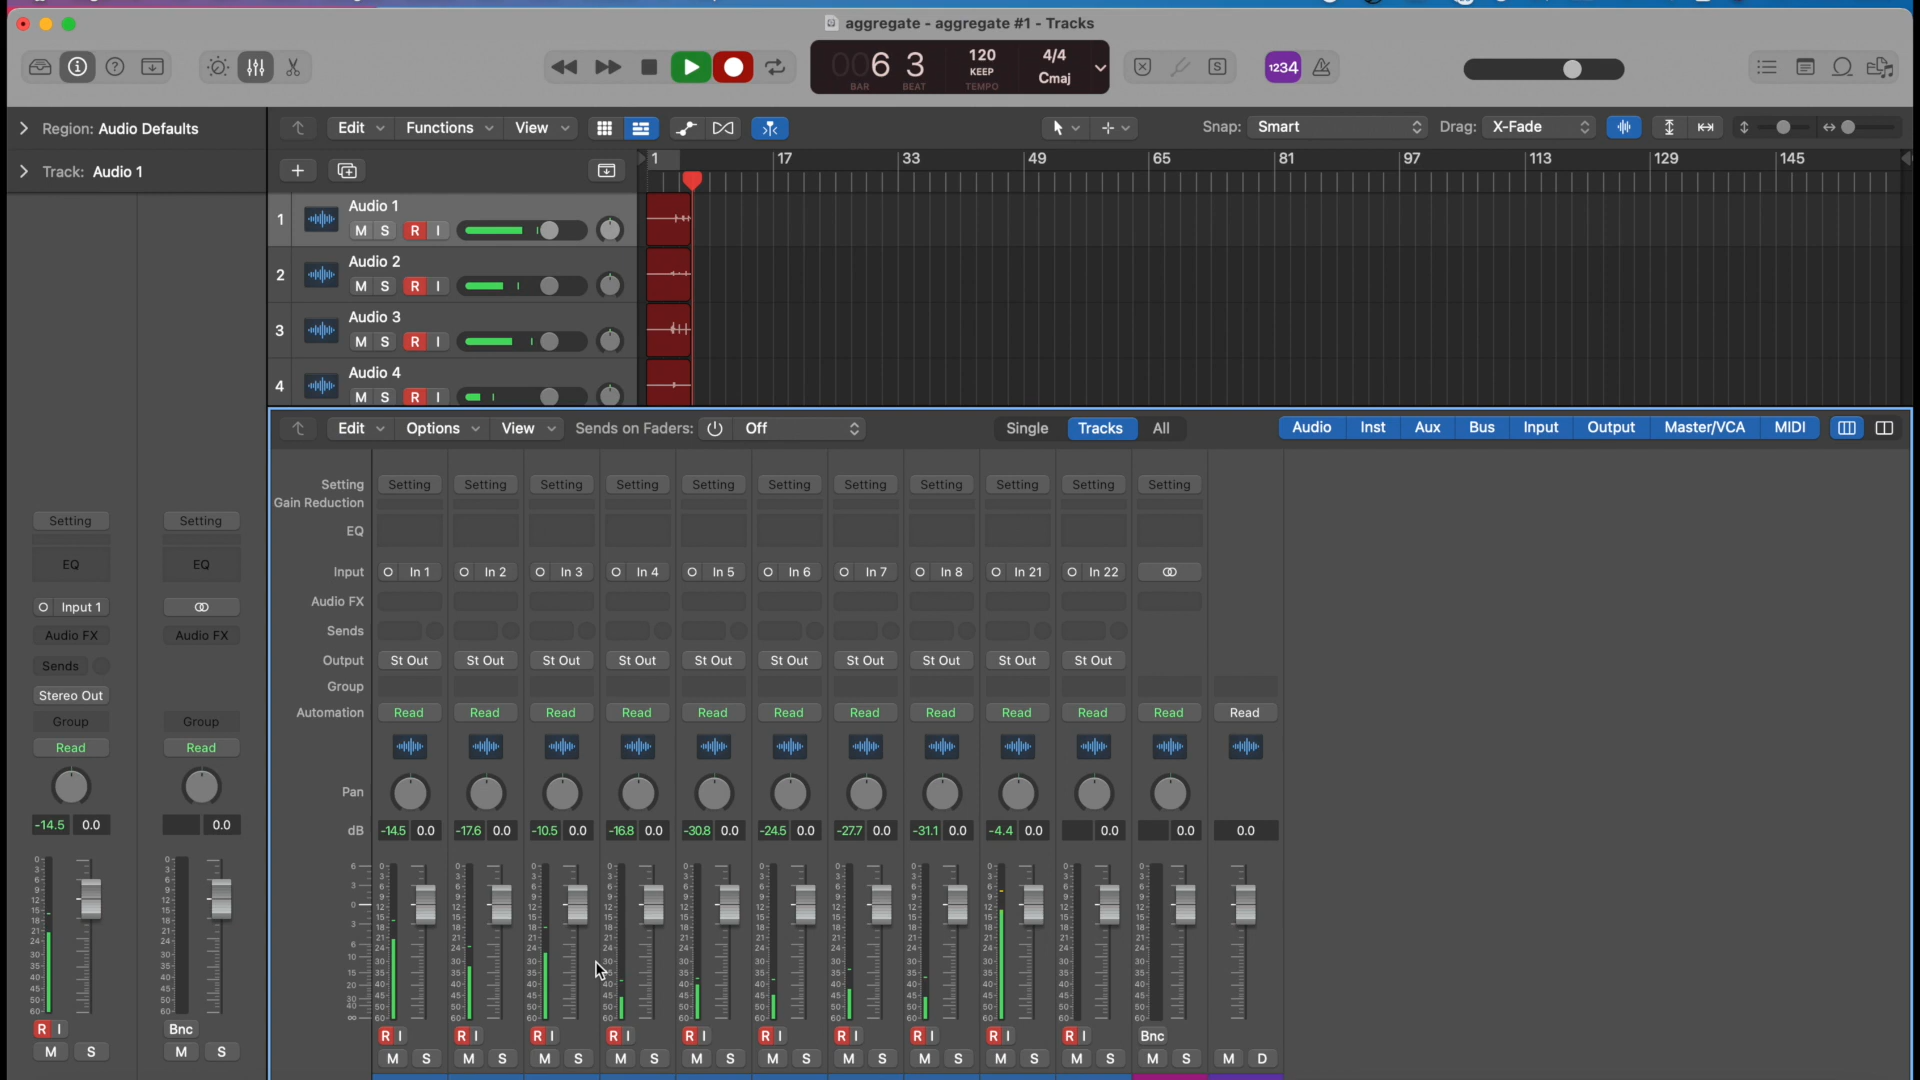 aggregate - aggregate #1 - Tracks
006 3 120 4/4
KEEP Cmaj
BAR BEAT TEMPO
S 1234
Region: Audio Defaults
Edit Functions View Snap: Smart Drag: X-Fade
Track: Audio 1
1 17 33 49 65 81 97 113 129 145
1 Audio 1
M S R I
2 Audio 2
M S R I
3 Audio 3
M S R I
4 Audio 4
M S R I
Edit Options View Sends on Faders: Off Single Tracks All Audio Inst Aux Bus Input Output Master/VCA MIDI
Setting Setting Setting Setting Setting Setting Setting Setting Setting Setting Setting Setting
Gain Reduction
Setting Setting
EQ
EQ EQ
Input In 1 In 2 In 3 In 4 In 5 In 6 In 7 In 8 In 21 In 22
Input 1
Audio FX
Audio FX Audio FX
Sends
Sends
Output St Out St Out St Out St Out St Out St Out St Out St Out St Out St Out
Stereo Out
Group
Group Group
Automation Read Read Read Read Read Read Read Read Read Read Read Read
Read Read
Pan
-14.5 0.0 0.0
dB -14.5 0.0 -17.6 0.0 -10.5 0.0 -16.8 0.0 -30.8 0.0 -24.5 0.0 -27.7 0.0 -31.1 0.0 -4.4 0.0 0.0 0.0 0.0
R I Bnc
R I R I R I R I R I R I R I R I R I R I Bnc
M S M S
M S M S M S M S M S M S M S M S M S M S M S M D